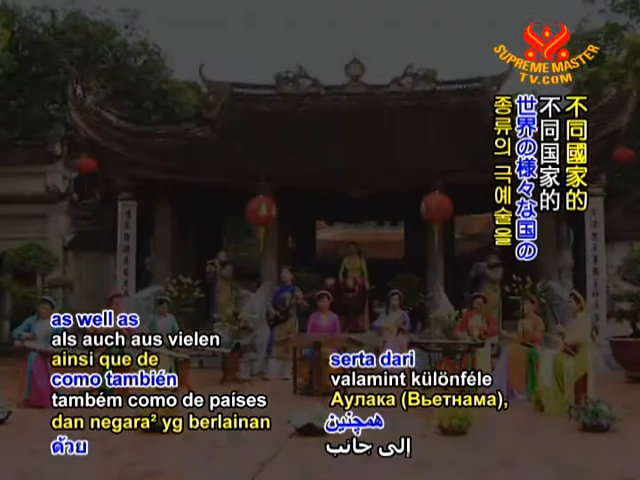 SUPREME MASTER
TV.COM
不同國家的
不同国家的
世界の様々な国の
종류의 극예술을
as well as
als auch aus vielen
ainsi que de
como también
também como de países
dan negara² yg berlainan
ด้วย
serta dari
valamint különféle
Аулака (Вьетнама),
همچنین
إلى جانب